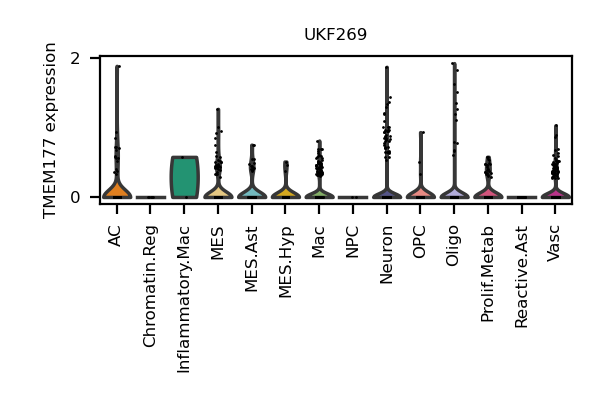 UKF269
TMEM177 expression
2
0
AC
Chromatin.Reg
Inflammatory.Mac
MES
MES.Ast
MES.Hyp
Mac
NPC
Neuron
OPC
Oligo
Prolif.Metab
Reactive.Ast
Vasc